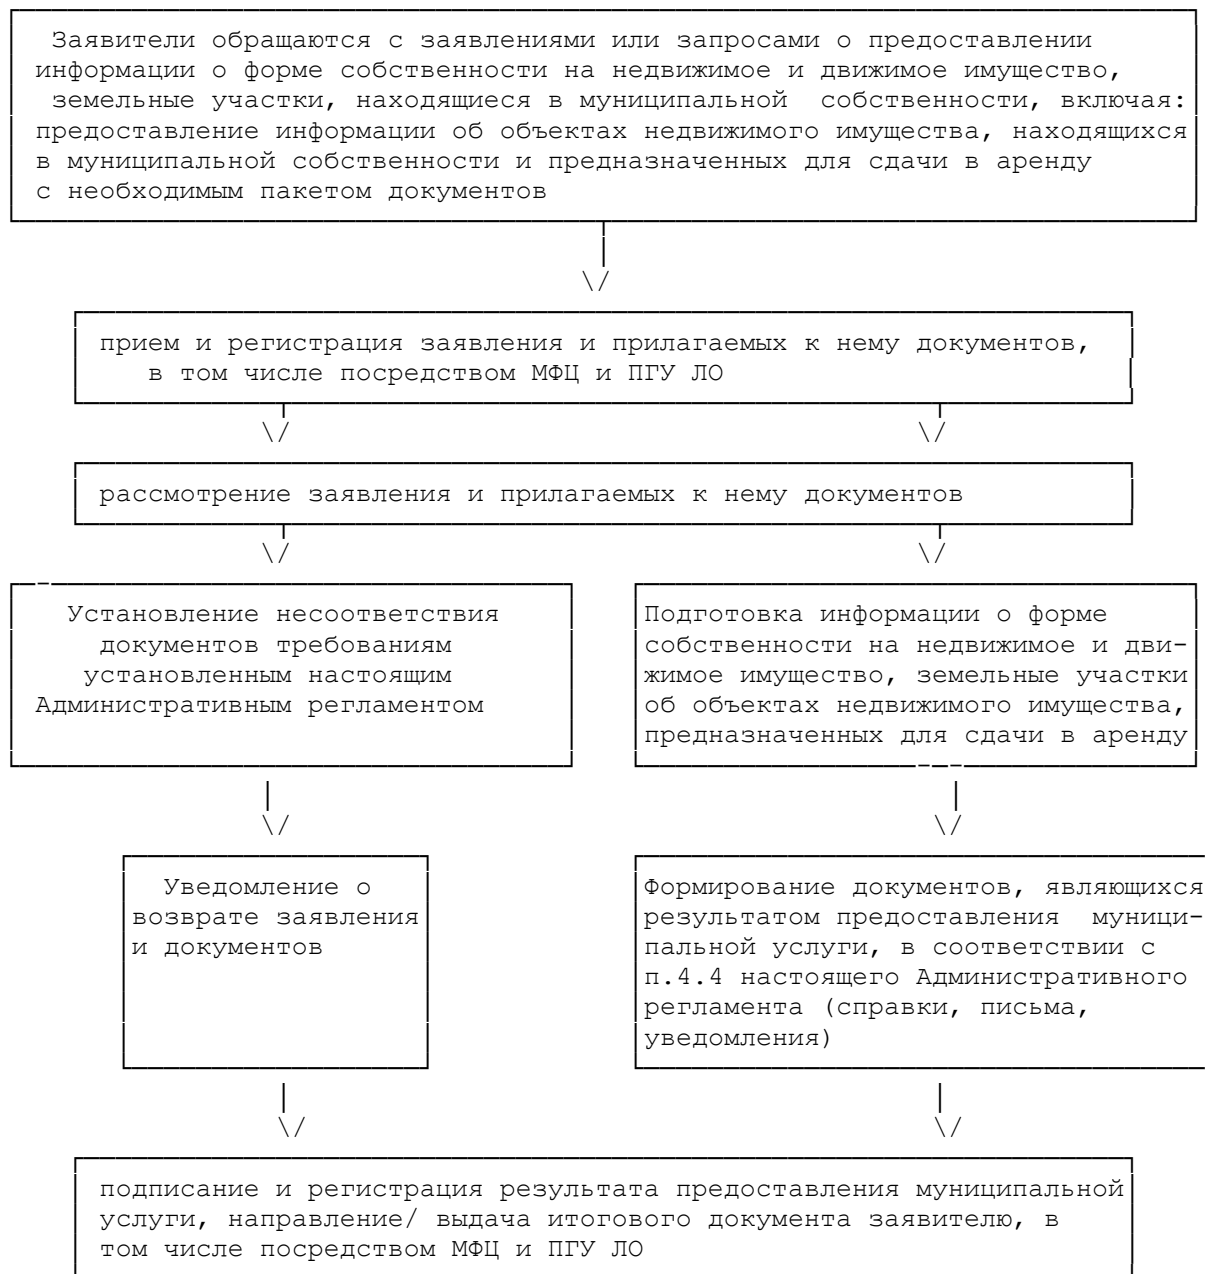 Заявители обращаются с заявлениями или запросами о предоставлении
информации о форме собственности на недвижимое и движимое имущество,
земельные участки, находящиеся в муниципальной собственности, включая:
предоставление информации об объектах недвижимого имущества, находящихся
в муниципальной собственности и предназначенных для сдачи в аренду
с необходимым пакетом документов
прием и регистрация заявления и прилагаемых к нему документов,
в том числе посредством МФЦ и ПГУ ЛО
рассмотрение заявления и прилагаемых к нему документов
Установление несоответствия
документов требованиям
установленным настоящим
Административным регламентом
Подготовка информации о форме
собственности на недвижимое и дви-
жимое имущество, земельные участки
об объектах недвижимого имущества,
предназначенных для сдачи в аренду
Уведомление о
возврате заявления
и документов
Формирование документов, являющихся
результатом предоставления муници-
пальной услуги, в соответствии с
п.4.4 настоящего Административного
регламента (справки, письма,
уведомления)
подписание и регистрация результата предоставления муниципальной
услуги, направление/ выдача итогового документа заявителю, в
том числе посредством МФЦ и ПГУ ЛО